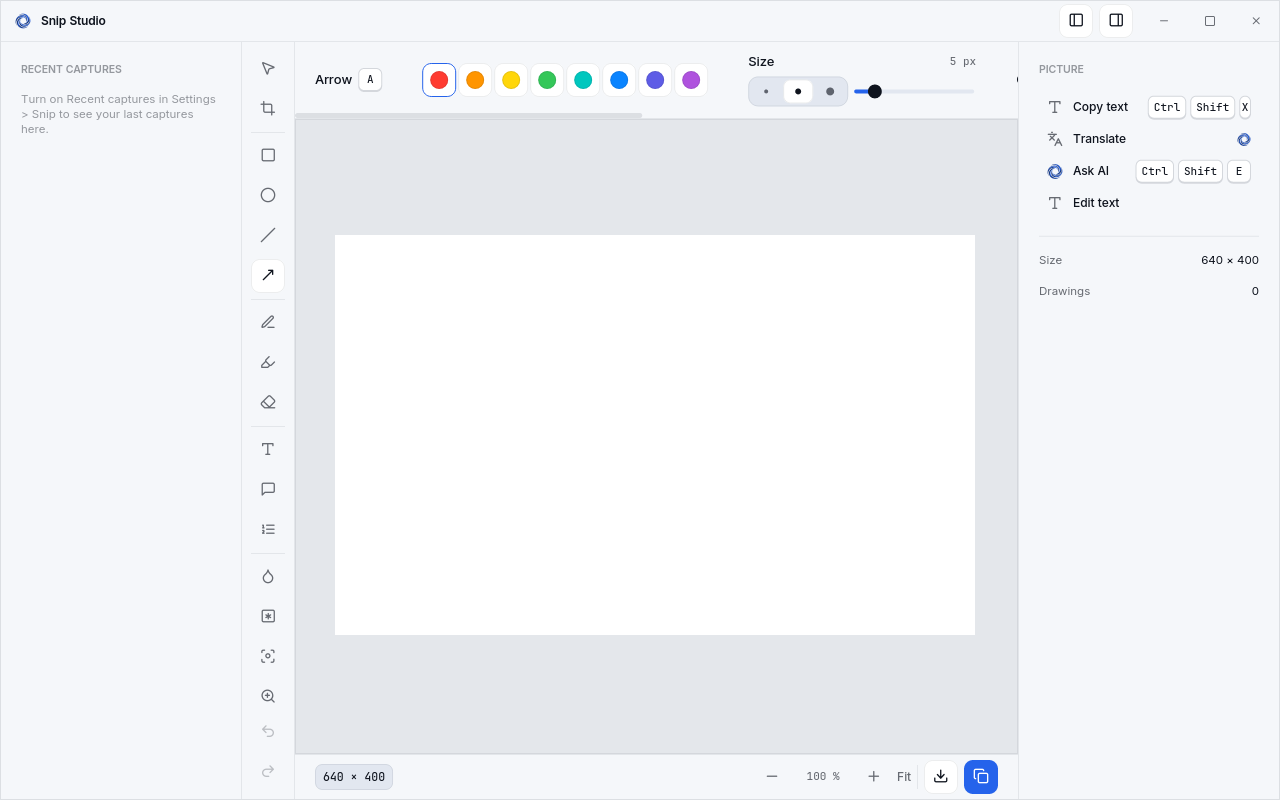 Snip Studio
RECENT CAPTURES
Turn on Recent captures in Settings
> Snip to see your last captures
here.
Arrow A
Size 5 px
640 × 400
100 %
Fit
PICTURE
Copy text Ctrl Shift X
Translate
Ask AI Ctrl Shift E
Edit text
Size 640 × 400
Drawings 0